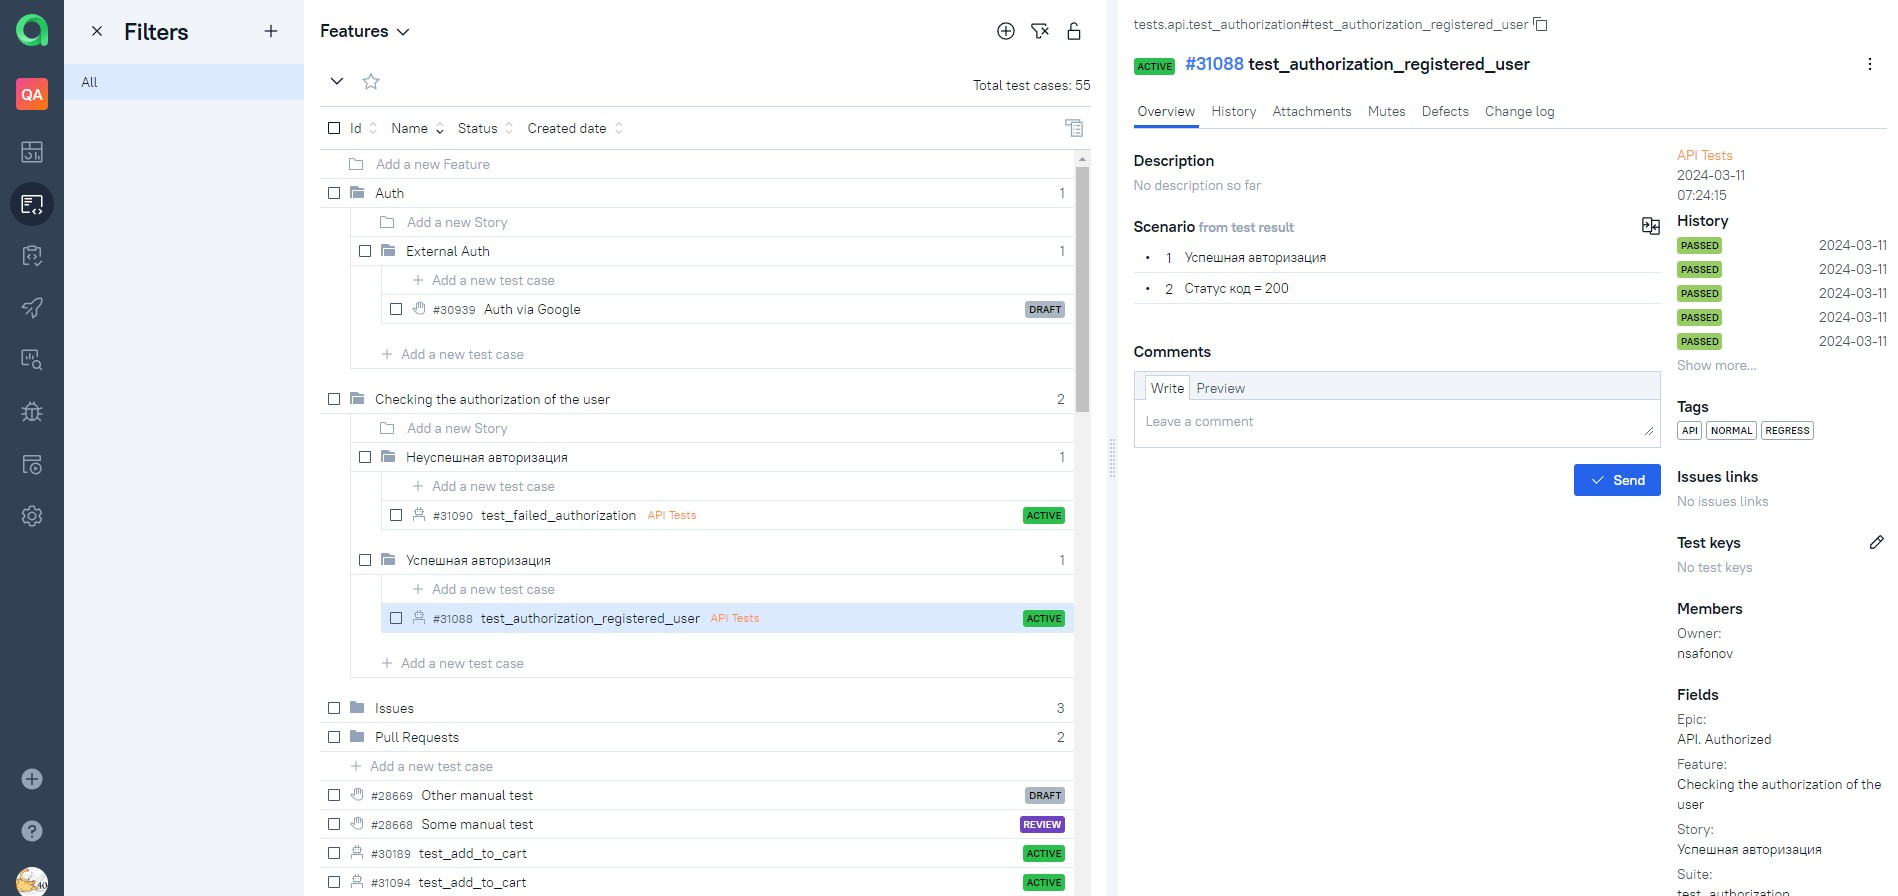 QA
Filters
All
Features
Total test cases: 55
Id Name Status Created date
Add a new Feature
Auth 1
Add a new Story
External Auth 1
Add a new test case
#30939 Auth via Google DRAFT
Add a new test case
Checking the authorization of the user 2
Add a new Story
Неуспешная авторизация 1
Add a new test case
#31090 test_failed_authorization API Tests ACTIVE
Успешная авторизация 1
Add a new test case
#31088 test_authorization_registered_user API Tests ACTIVE
Add a new test case
Issues 3
Pull Requests 2
Add a new test case
#28669 Other manual test DRAFT
#28668 Some manual test REVIEW
#30189 test_add_to_cart ACTIVE
#31094 test_add_to_cart ACTIVE
tests.api.test_authorization#test_authorization_registered_user
ACTIVE #31088 test_authorization_registered_user
Overview History Attachments Mutes Defects Change log
Description
No description so far
Scenario from test result
1 Успешная авторизация
2 Статус код = 200
Comments
Write Preview
Leave a comment
Send
API Tests
2024-03-11
07:24:15
History
PASSED 2024-03-11
PASSED 2024-03-11
PASSED 2024-03-11
PASSED 2024-03-11
PASSED 2024-03-11
Show more...
Tags
API NORMAL REGRESS
Issues links
No issues links
Test keys
No test keys
Members
Owner:
nsafonov
Fields
Epic:
API. Authorized
Feature:
Checking the authorization of the
user
Story:
Успешная авторизация
Suite:
test_authorization